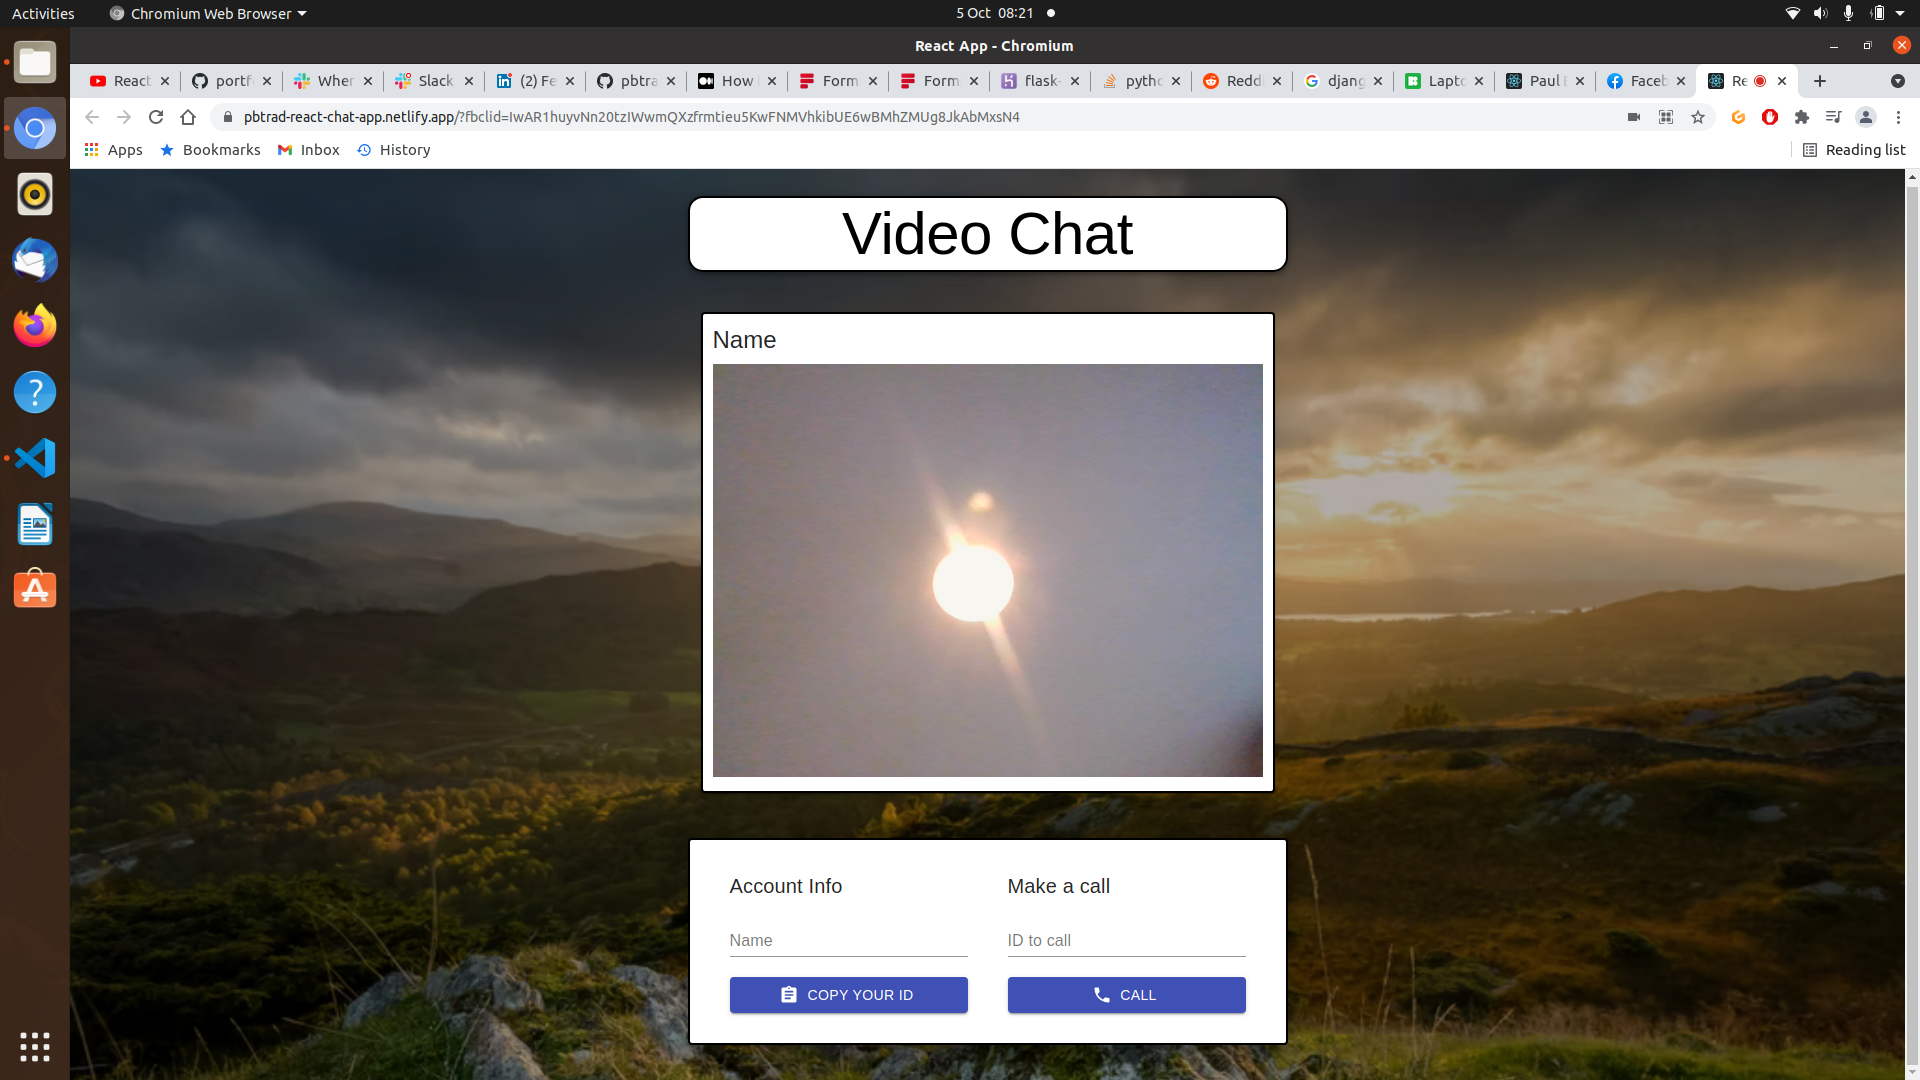 Activities
Chromium Web Browser
5 Oct 08:21
React App - Chromium
React
portf
Wher
Slack
(2) Fe
pbtra
How
Form
Form
flask-
pytho
Reddi
djang
Lapto
Paul
Faceb
Re
pbtrad-react-chat-app.netlify.app/?fbclid=IwAR1huyvNn20tzIWwmQXzfrmtieu5KwFNMVhkibUE6wBMhZMUg8JkAbMxsN4
Apps
Bookmarks
Inbox
History
Reading list
Video Chat
Name
Account Info
Make a call
Name
ID to call
COPY YOUR ID
CALL